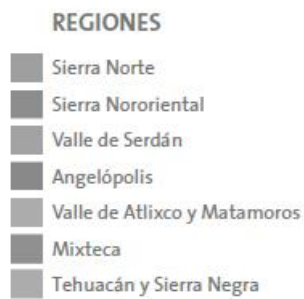 REGIONES
Sierra Norte
Sierra Nororiental
Valle de Serdán
Angelópolis
Valle de Atlixco y Matamoros
Mixteca
Tehuacán y Sierra Negra